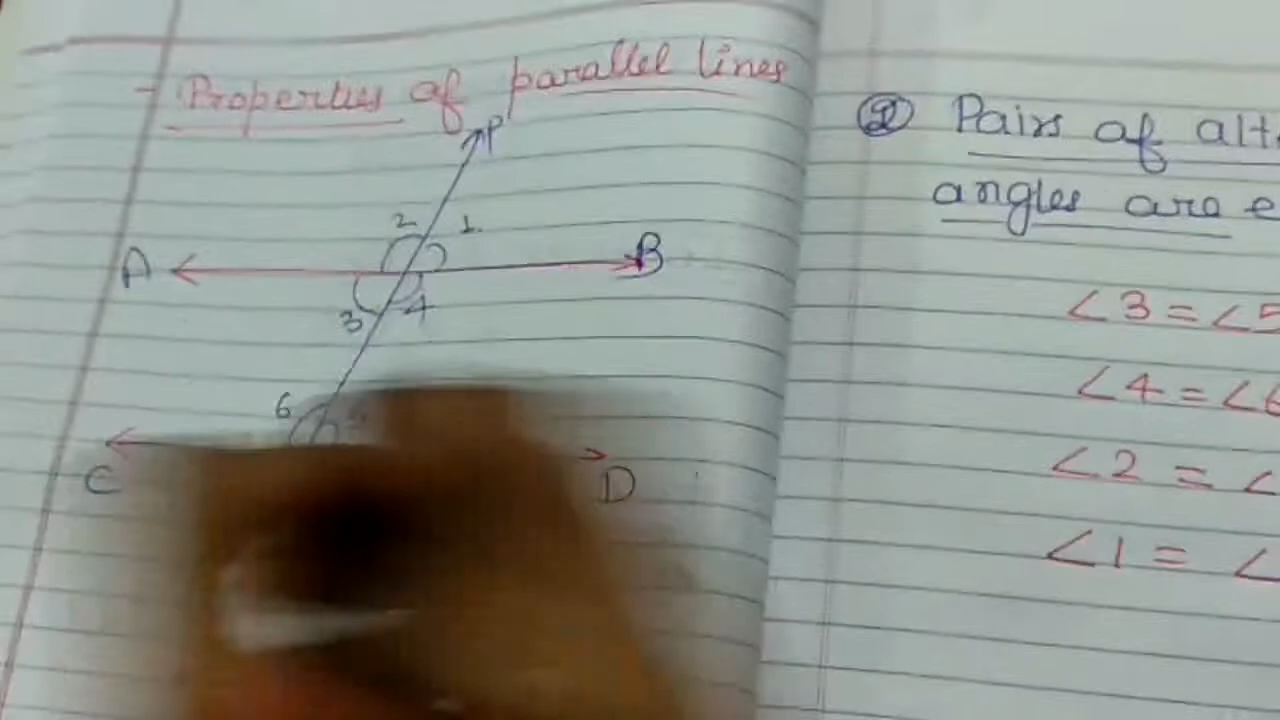 - Properties of parallel lines
P
2 1
A B
3 4
6 5
C D
② Pairs of alt
angles are e
∠3 = ∠5
∠4 = ∠6
∠2 = ∠
∠1 = ∠